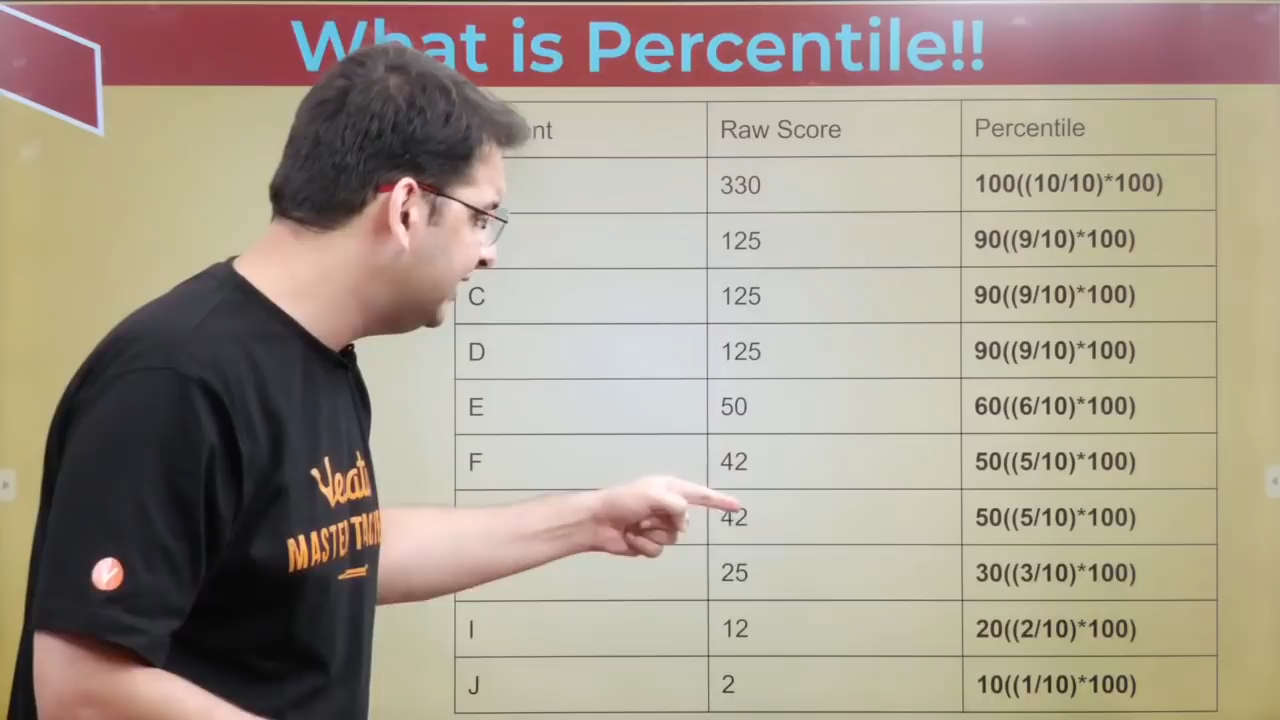 What is Percentile!!
Raw Score Percentile
330 100((10/10)*100)
125 90((9/10)*100)
C 125 90((9/10)*100)
D 125 90((9/10)*100)
E 50 60((6/10)*100)
F 42 50((5/10)*100)
42 50((5/10)*100)
25 30((3/10)*100)
I 12 20((2/10)*100)
J 2 10((1/10)*100)